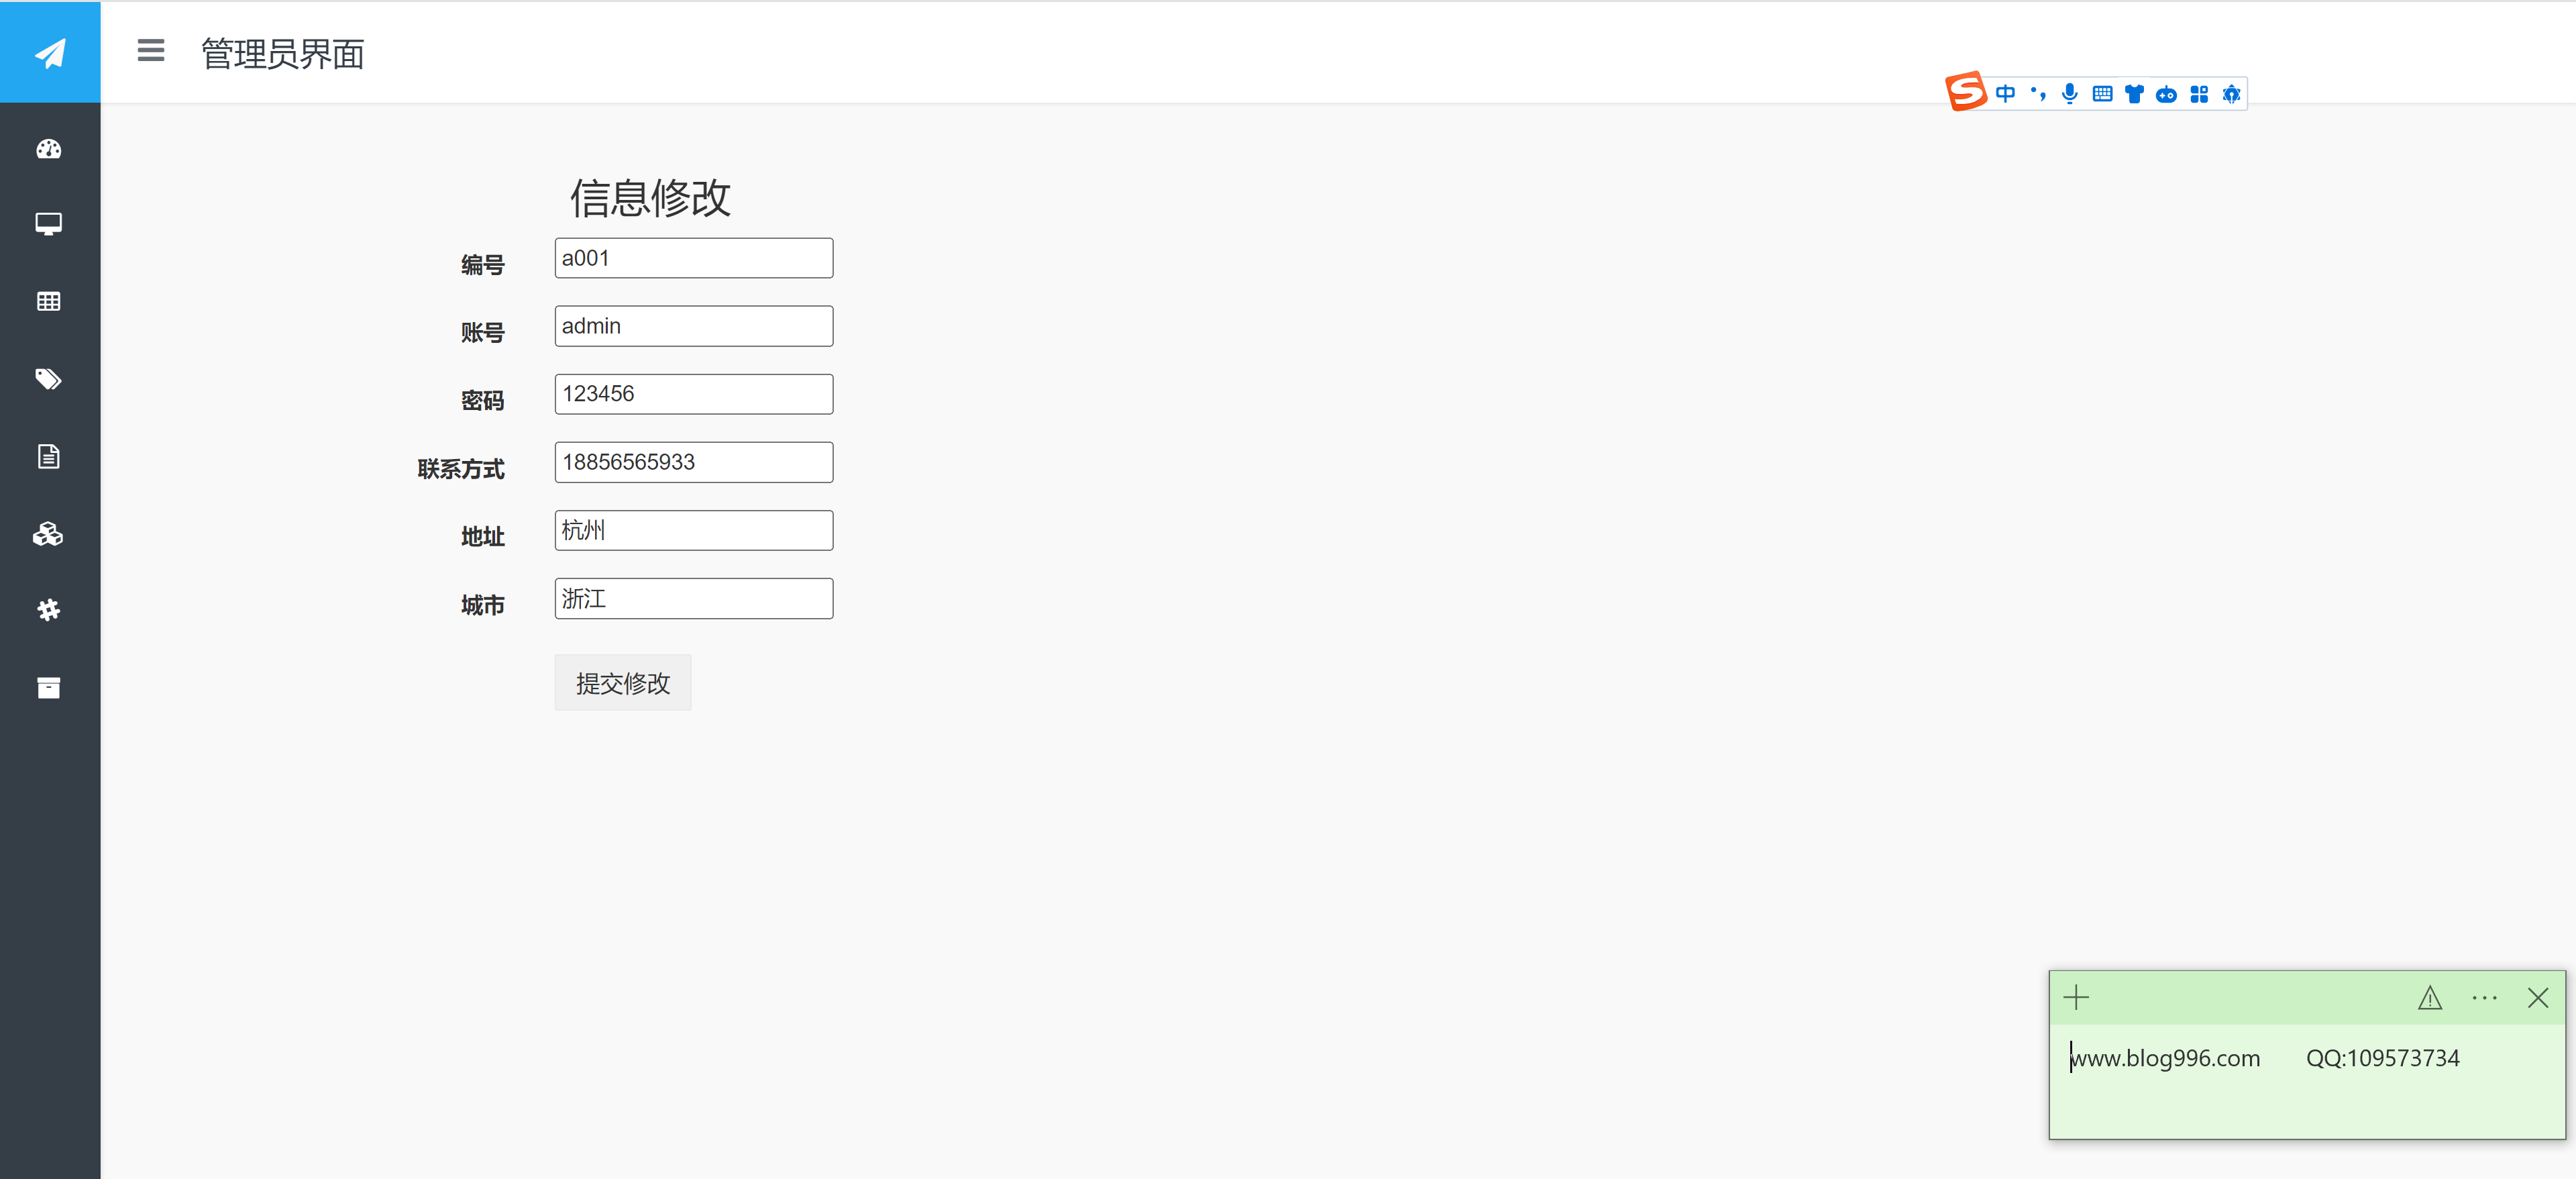 管理员界面
中
信息修改
编号 a001
账号 admin
密码 123456
联系方式 18856565933
地址 杭州
城市 浙江
提交修改
www.blog996.com QQ:109573734